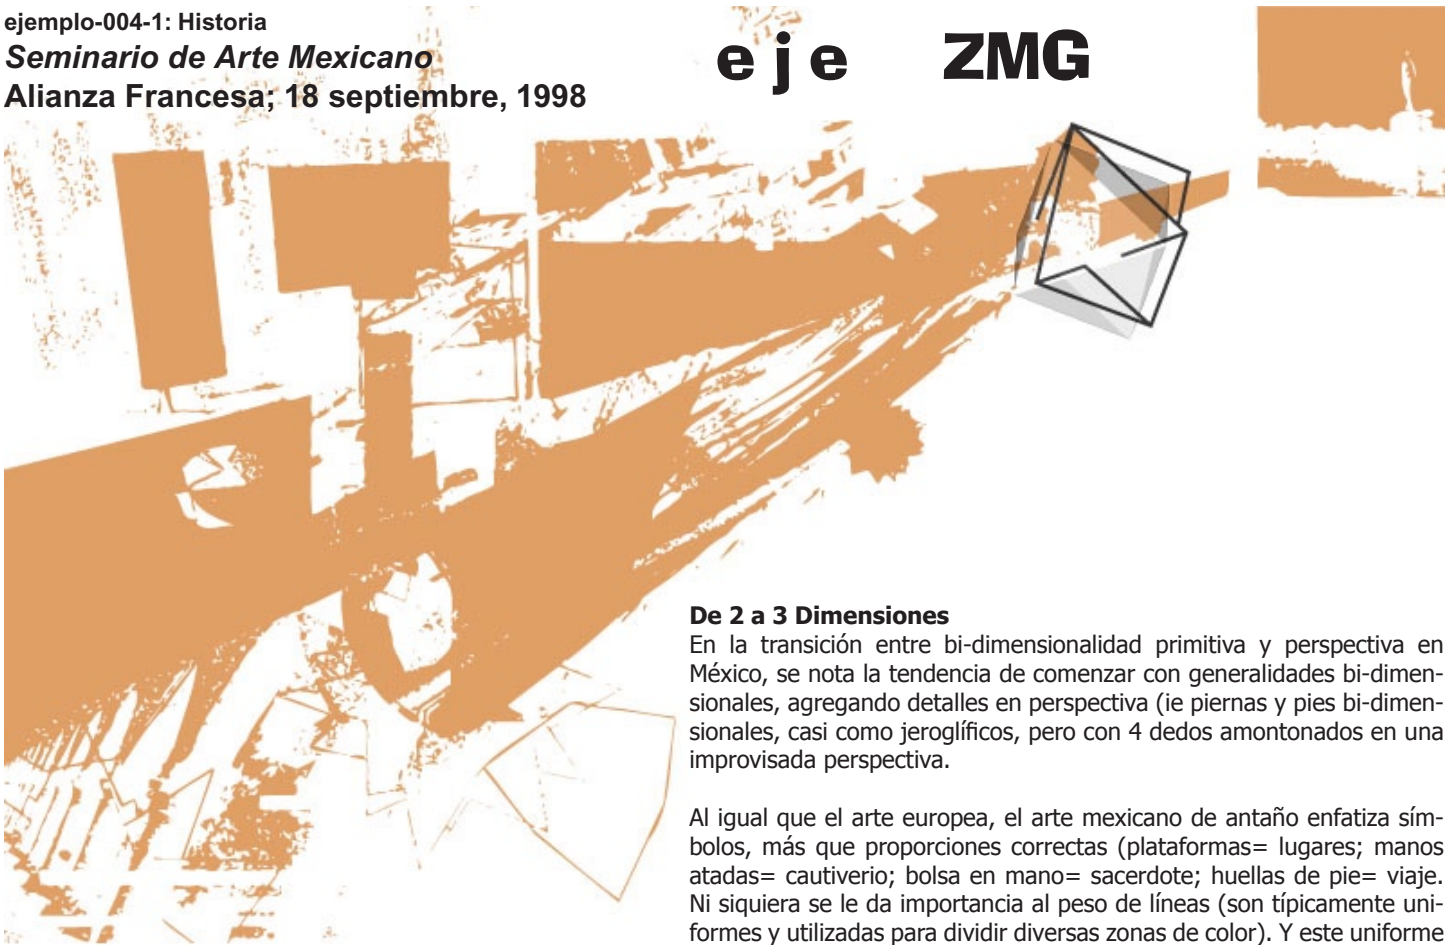 ejemplo-004-1: Historia
Seminario de Arte Mexicano
Alianza Francesa; 18 septiembre, 1998
eje ZMG
De 2 a 3 Dimensiones
En la transición entre bi-dimensionalidad primitiva y perspectiva en
México, se nota la tendencia de comenzar con generalidades bi-dimen-
sionales, agregando detalles en perspectiva (ie piernas y pies bi-dimen-
sionales, casi como jeroglíficos, pero con 4 dedos amontonados en una
improvisada perspectiva.
Al igual que el arte europea, el arte mexicano de antaño enfatiza sím-
bolos, más que proporciones correctas (plataformas= lugares; manos
atadas= cautiverio; bolsa en mano= sacerdote; huellas de pie= viaje.
Ni siquiera se le da importancia al peso de líneas (son típicamente uni-
formes y utilizadas para dividir diversas zonas de color). Y este uniforme